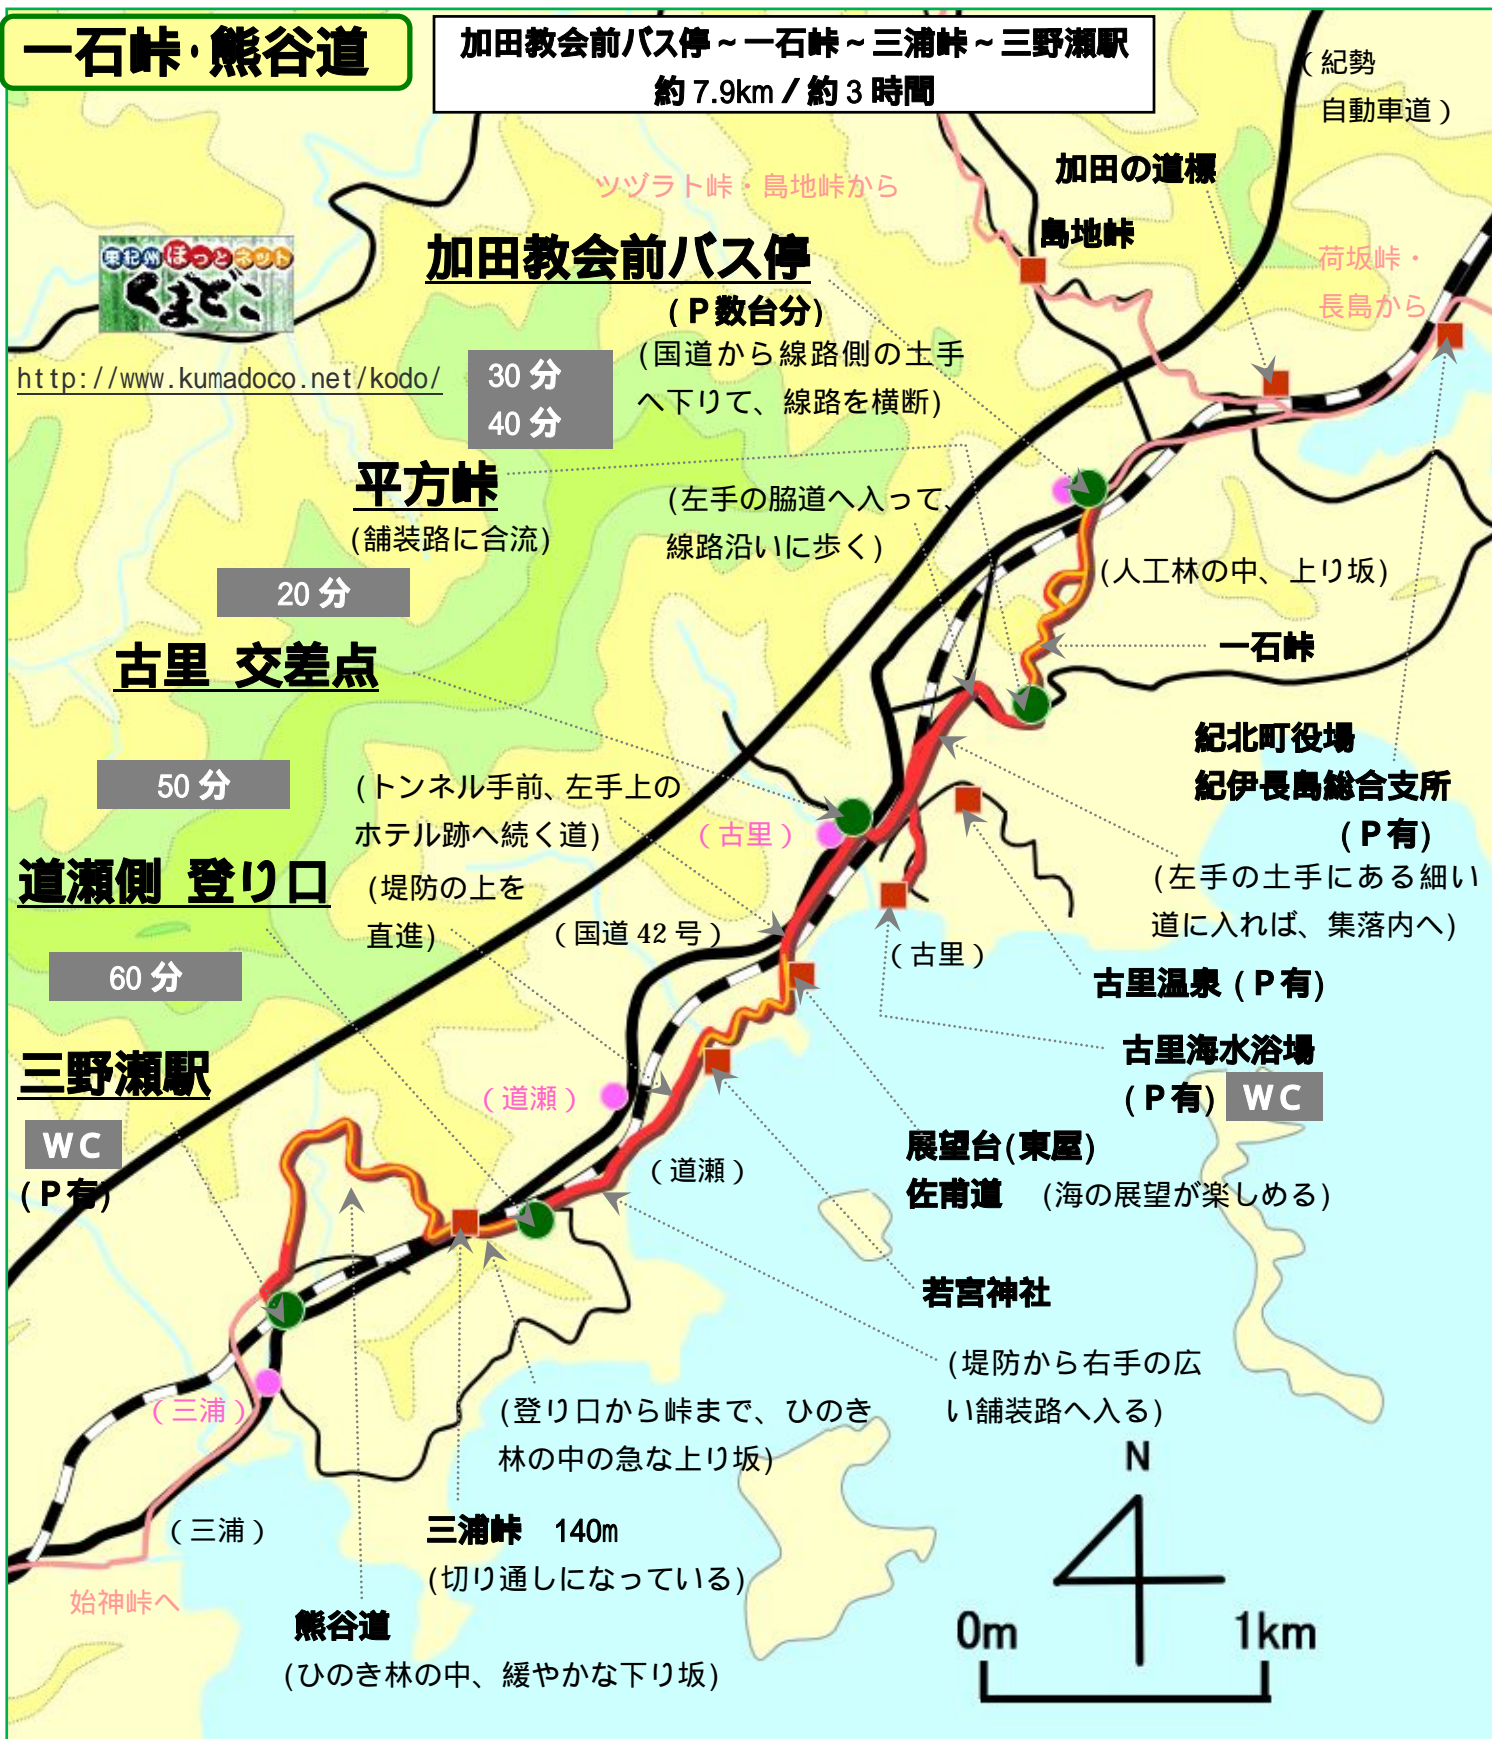 一石峠・熊谷道
加田教会前バス停~一石峠~三浦峠~三野瀬駅
約 7.9km / 約 3 時間
(紀勢
自動車道)
加田の道標
ツヅラト峠・島地峠から
島地峠
荷坂峠・
長島から
東紀州ほっとネット
くまどこ
http://www.kumadoco.net/kodo/
加田教会前バス停
(P数台分)
(国道から線路側の土手
へ下りて、線路を横断)
30 分
40 分
平方峠
(舗装路に合流)
(左手の脇道へ入って、
線路沿いに歩く)
(人工林の中、上り坂)
20 分
一石峠
古里 交差点
紀北町役場
紀伊長島総合支所
(P有)
50 分
(トンネル手前、左手上の
ホテル跡へ続く道)
(古里)
(左手の土手にある細い
道に入れば、集落内へ)
道瀬側 登り口
(堤防の上を
直進)
(国道 42 号)
(古里)
古里温泉 (P有)
60 分
古里海水浴場
(P有) WC
三野瀬駅
WC
(P有)
(道瀬)
(道瀬)
展望台(東屋)
佐甫道 (海の展望が楽しめる)
若宮神社
(堤防から右手の広
い舗装路へ入る)
(三浦)
(登り口から峠まで、ひのき
林の中の急な上り坂)
(三浦)
三浦峠 140m
(切り通しになっている)
始神峠へ
熊谷道
(ひのき林の中、緩やかな下り坂)
N
0m 1km